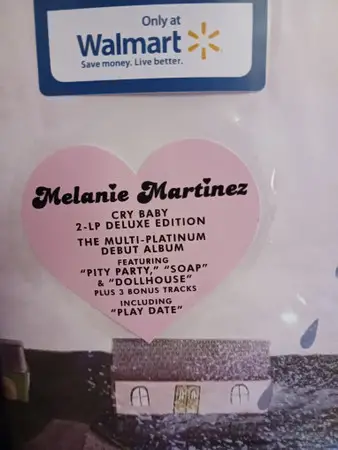 Only at
Walmart
Save money. Live better.
Melanie Martinez
CRY BABY
2-LP DELUXE EDITION
THE MULTI-PLATINUM
DEBUT ALBUM
FEATURING
“PITY PARTY,” “SOAP”
& “DOLLHOUSE”
PLUS 3 BONUS TRACKS
INCLUDING
“PLAY DATE”